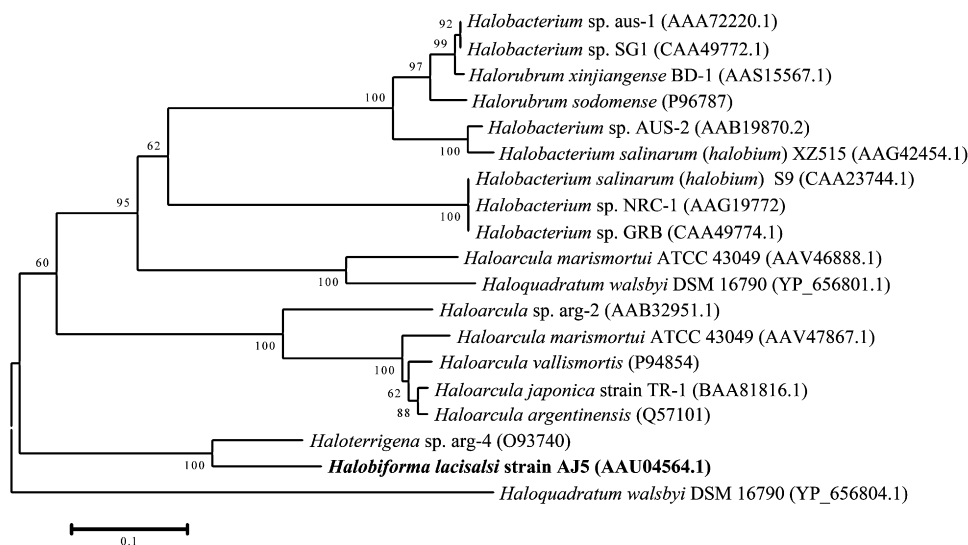 92 Halobacterium sp. aus-1 (AAA72220.1)
99 Halobacterium sp. SG1 (CAA49772.1)
97 Halorubrum xinjiangense BD-1 (AAS15567.1)
100 Halorubrum sodomense (P96787)
Halobacterium sp. AUS-2 (AAB19870.2)
100 Halobacterium salinarum (halobium) XZ515 (AAG42454.1)
62
Halobacterium salinarum (halobium) S9 (CAA23744.1)
95 Halobacterium sp. NRC-1 (AAG19772)
100
Halobacterium sp. GRB (CAA49774.1)
60 Haloarcula marismortui ATCC 43049 (AAV46888.1)
100 Haloquadratum walsbyi DSM 16790 (YP_656801.1)
Haloarcula sp. arg-2 (AAB32951.1)
100 Haloarcula marismortui ATCC 43049 (AAV47867.1)
100 Haloarcula vallismortis (P94854)
62 Haloarcula japonica strain TR-1 (BAA81816.1)
88 Haloarcula argentinensis (Q57101)
Haloterrigena sp. arg-4 (O93740)
100 Halobiforma lacisalsi strain AJ5 (AAU04564.1)
Haloquadratum walsbyi DSM 16790 (YP_656804.1)
0.1